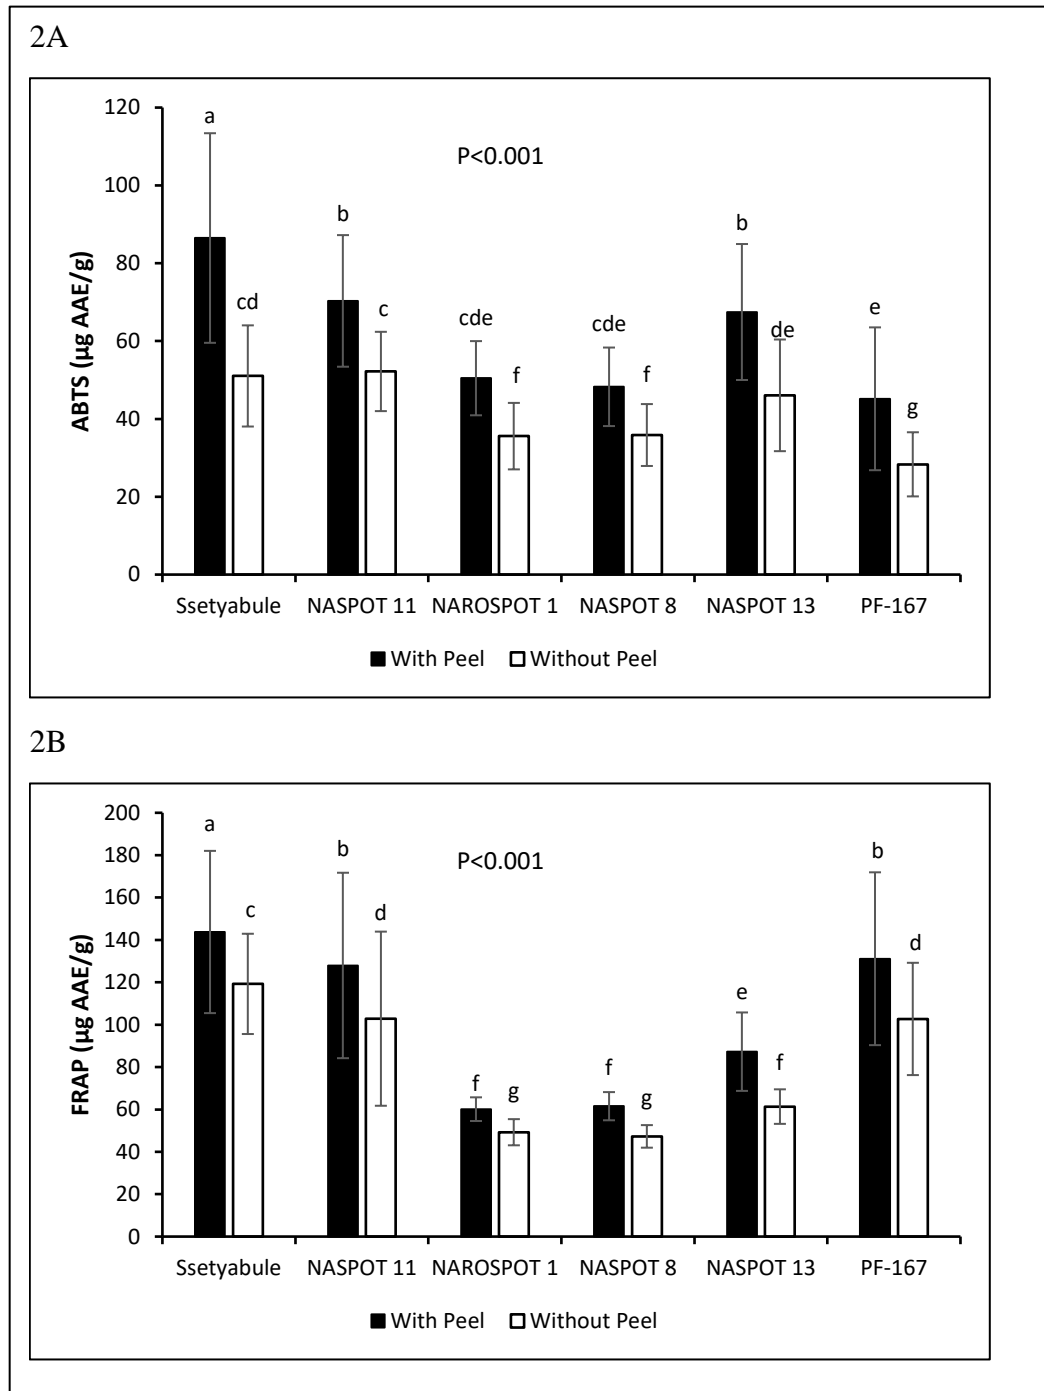 2A
120
100
80
60
40
20
0
ABTS (µg AAE/g)
P<0.001
a
cd
b
c
cde
f
cde
f
b
de
e
g
Ssetyabule NASPOT 11 NAROSPOT 1 NASPOT 8 NASPOT 13 PF-167
With Peel Without Peel
2B
200
180
160
140
120
100
80
60
40
20
0
FRAP (µg AAE/g)
P<0.001
a
c
b
d
f
g
f
g
e
f
b
d
Ssetyabule NASPOT 11 NAROSPOT 1 NASPOT 8 NASPOT 13 PF-167
With Peel Without Peel